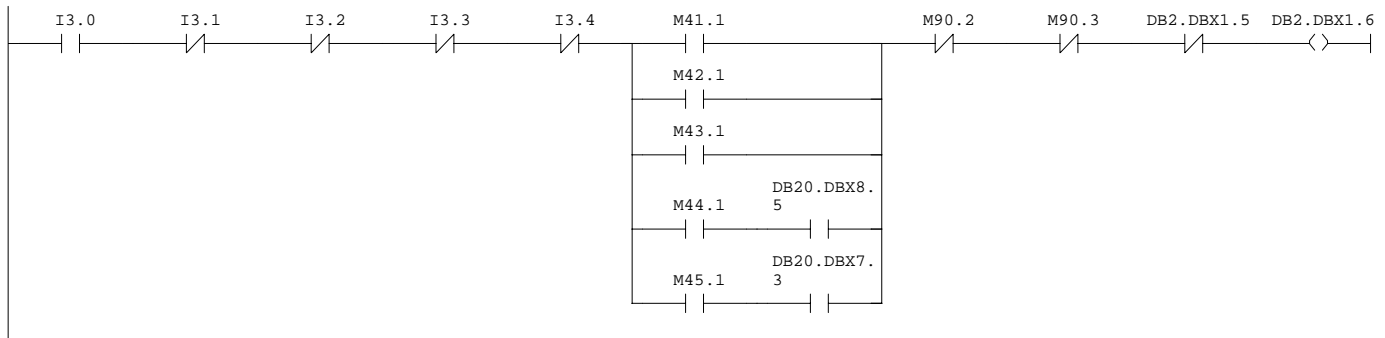 I3.0 I3.1 I3.2 I3.3 I3.4 M41.1 M90.2 M90.3 DB2.DBX1.5 DB2.DBX1.6
M42.1
M43.1
DB20.DBX8.
M44.1 5
DB20.DBX7.
M45.1 3